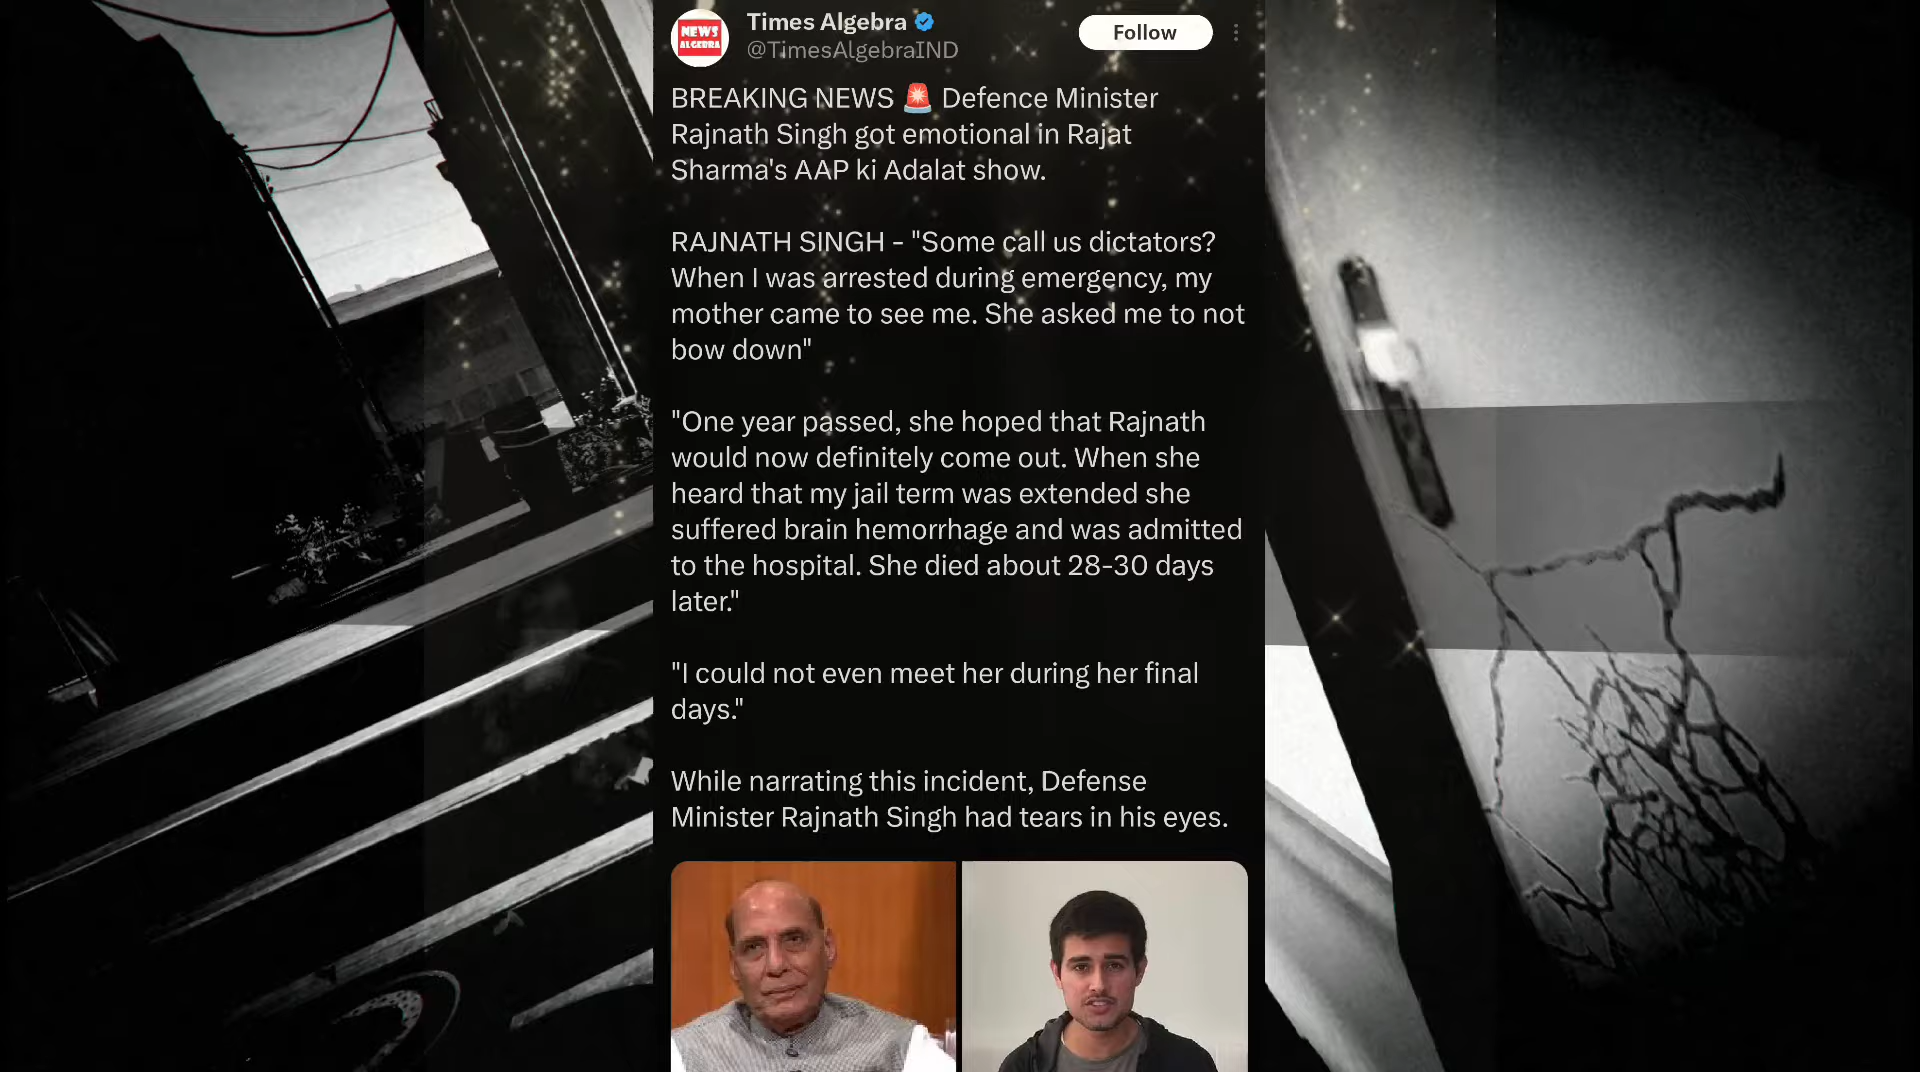 NEWS
ALGEBRA
Times Algebra
@TimesAlgebraIND
Follow
BREAKING NEWS 🚨 Defence Minister
Rajnath Singh got emotional in Rajat
Sharma's AAP ki Adalat show.
RAJNATH SINGH - "Some call us dictators?
When I was arrested during emergency, my
mother came to see me. She asked me to not
bow down"
"One year passed, she hoped that Rajnath
would now definitely come out. When she
heard that my jail term was extended she
suffered brain hemorrhage and was admitted
to the hospital. She died about 28-30 days
later."
"I could not even meet her during her final
days."
While narrating this incident, Defense
Minister Rajnath Singh had tears in his eyes.